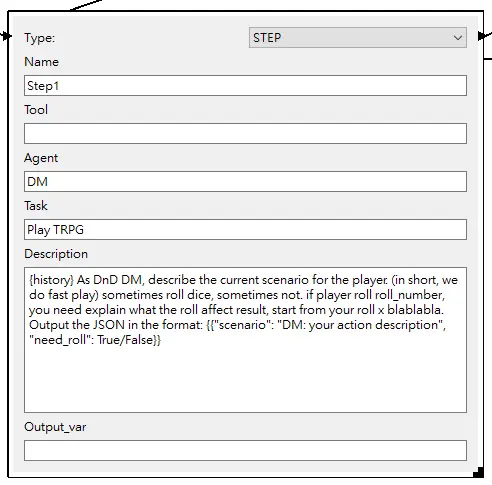 Type:
STEP
Name
Step1
Tool
Agent
DM
Task
Play TRPG
Description
{history} As DnD DM, describe the current scenario for the player. (in short, we
do fast play) sometimes roll dice, sometimes not. if player roll roll_number,
you need explain what the roll affect result, start from your roll x blablabla.
Output the JSON in the format: {{"scenario": "DM: your action description",
"need_roll": True/False}}
Output_var